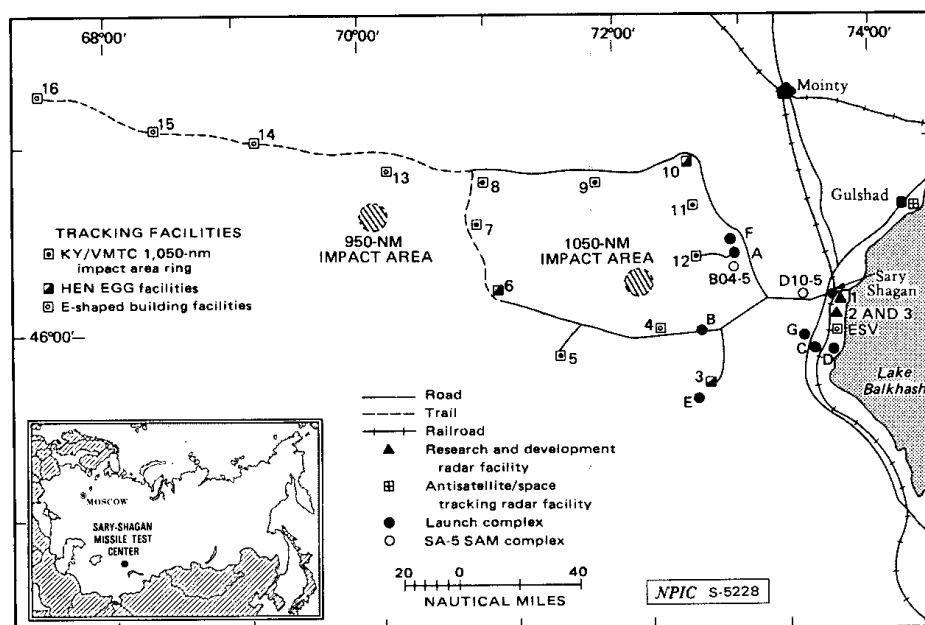 68°00'
70°00'
72°00'
74°00'
16
15
14
13
8
9
10
Mointy
Gulshad
7
11
F
A
12
B04-5
D10-5
Sary
Shagan
1
2 AND 3
ESV
6
4
B
G
C
D
5
3
E
46°00'
Lake
Balkhash
950-NM
IMPACT AREA
1050-NM
IMPACT AREA
TRACKING FACILITIES
KY/VMTC 1,050-nm
impact area ring
HEN EGG facilities
E-shaped building facilities
Road
Trail
Railroad
Research and development
radar facility
Antisatellite/space
tracking radar facility
Launch complex
SA-5 SAM complex
20 0 40
NAUTICAL MILES
NPIC S-5228
MOSCOW
SARY-SHAGAN
MISSILE TEST
CENTER